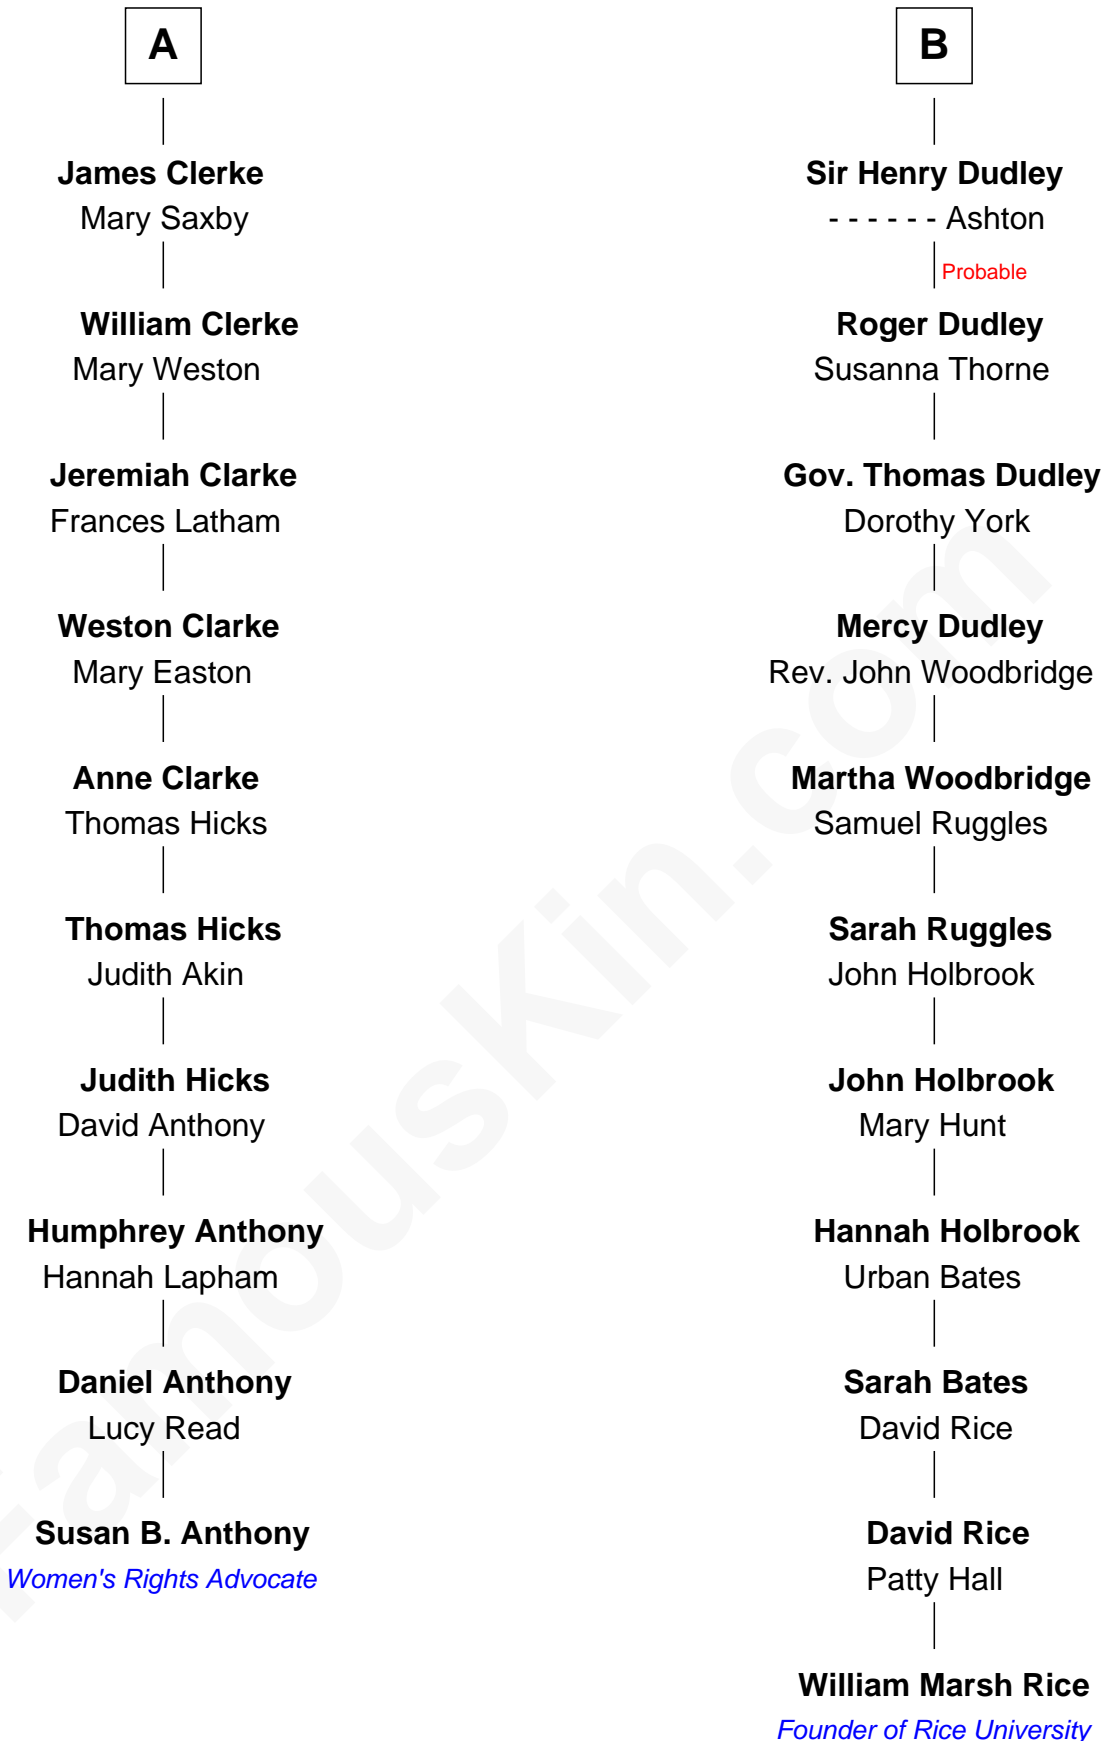 A
James Clerke
Mary Saxby
William Clerke
Mary Weston
Jeremiah Clarke
Frances Latham
Weston Clarke
Mary Easton
Anne Clarke
Thomas Hicks
Thomas Hicks
Judith Akin
Judith Hicks
David Anthony
Humphrey Anthony
Hannah Lapham
Daniel Anthony
Lucy Read
Susan B. Anthony
Women's Rights Advocate
B
Sir Henry Dudley
- - - - - - Ashton
Probable
Roger Dudley
Susanna Thorne
Gov. Thomas Dudley
Dorothy York
Mercy Dudley
Rev. John Woodbridge
Martha Woodbridge
Samuel Ruggles
Sarah Ruggles
John Holbrook
John Holbrook
Mary Hunt
Hannah Holbrook
Urban Bates
Sarah Bates
David Rice
David Rice
Patty Hall
William Marsh Rice
Founder of Rice University
FamousKin.com